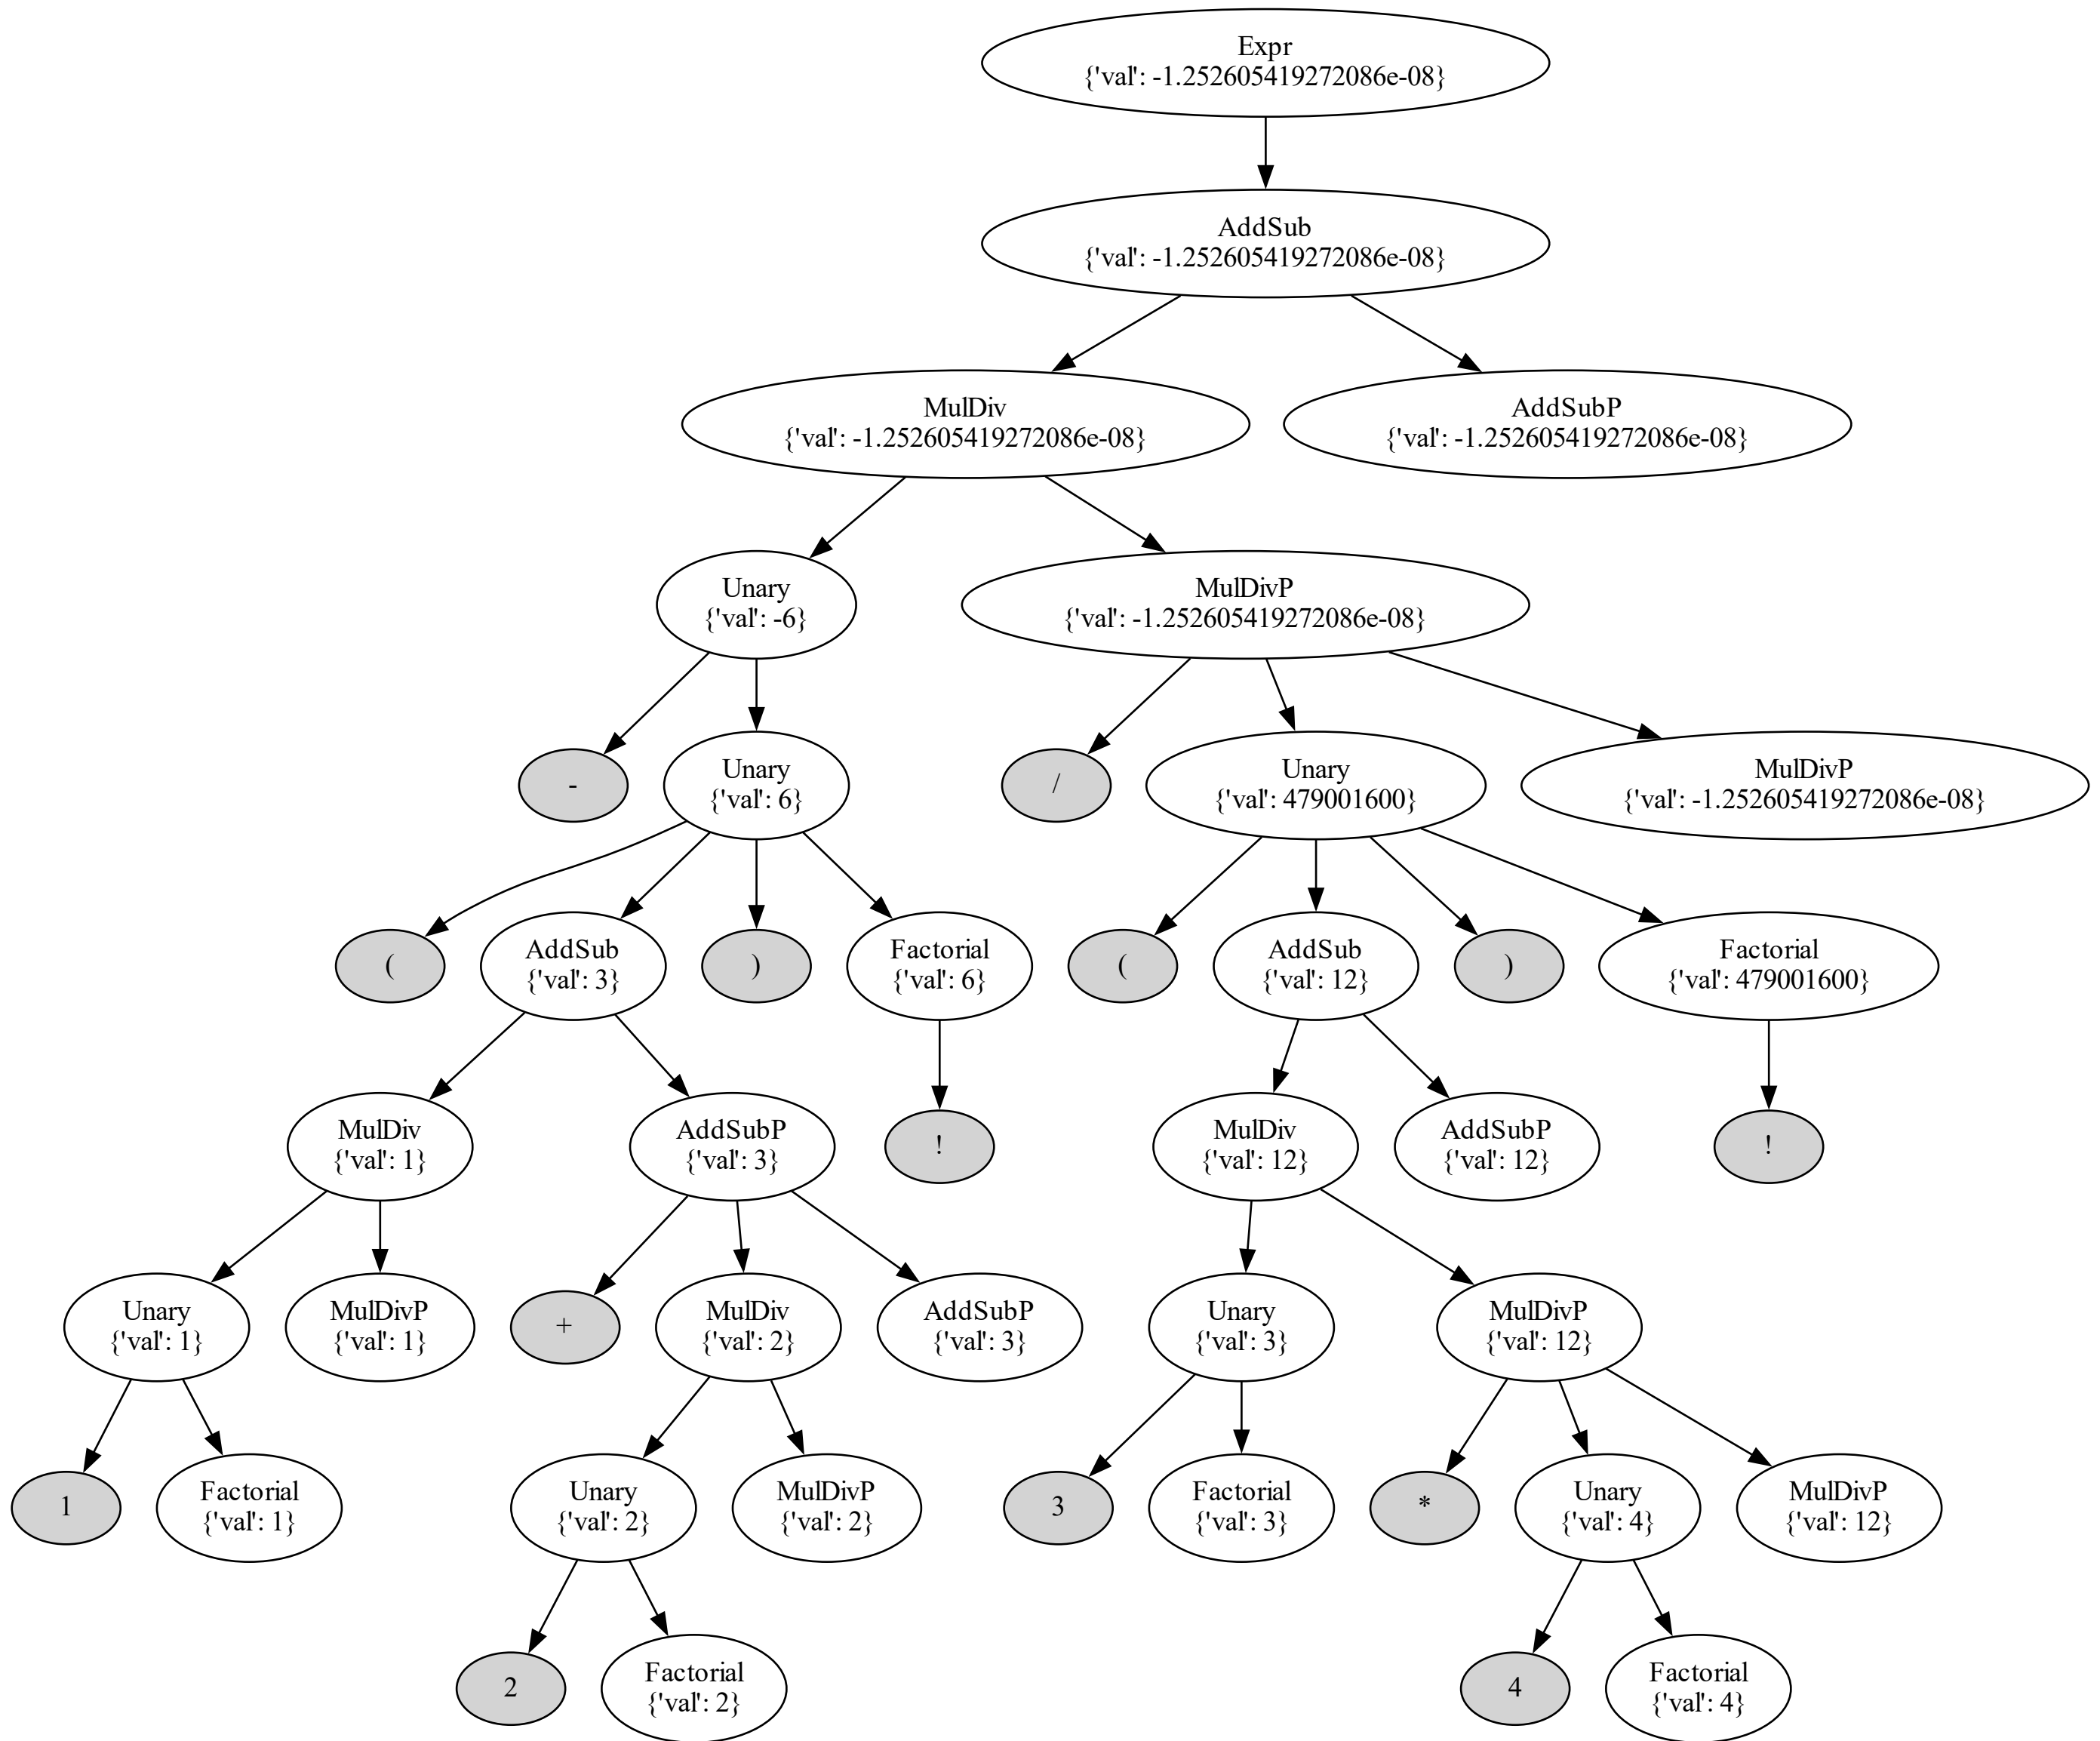 Expr
{'val': -1.252605419272086e-08}
AddSub
{'val': -1.252605419272086e-08}
MulDiv
{'val': -1.252605419272086e-08}
AddSubP
{'val': -1.252605419272086e-08}
Unary
{'val': -6}
MulDivP
{'val': -1.252605419272086e-08}
-
Unary
{'val': 6}
/
Unary
{'val': 479001600}
MulDivP
{'val': -1.252605419272086e-08}
(
AddSub
{'val': 3}
)
Factorial
{'val': 6}
(
AddSub
{'val': 12}
)
Factorial
{'val': 479001600}
MulDiv
{'val': 1}
AddSubP
{'val': 3}
!
MulDiv
{'val': 12}
AddSubP
{'val': 12}
!
Unary
{'val': 1}
MulDivP
{'val': 1}
+
MulDiv
{'val': 2}
AddSubP
{'val': 3}
Unary
{'val': 3}
MulDivP
{'val': 12}
1
Factorial
{'val': 1}
Unary
{'val': 2}
MulDivP
{'val': 2}
3
Factorial
{'val': 3}
*
Unary
{'val': 4}
MulDivP
{'val': 12}
2
Factorial
{'val': 2}
4
Factorial
{'val': 4}